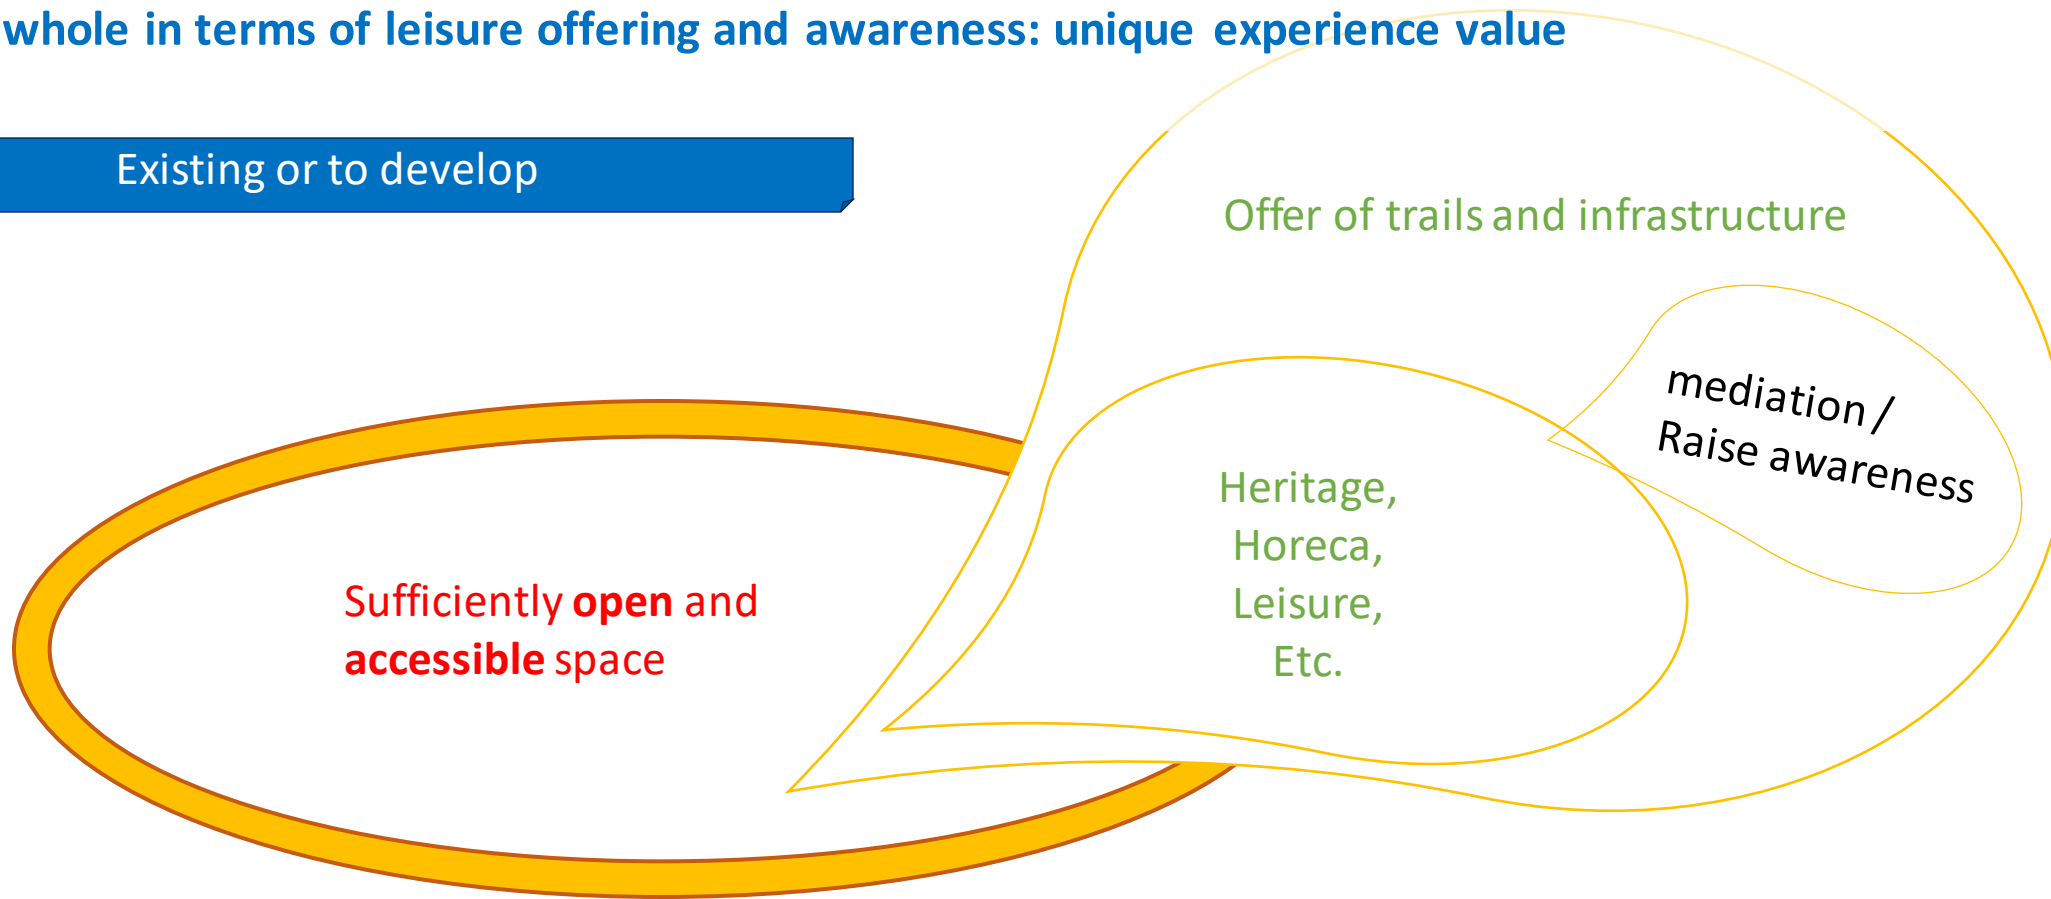 whole in terms of leisure offering and awareness: unique experience value
Existing or to develop
Offer of trails and infrastructure
mediation /
Raise awareness
Heritage,
Horeca,
Leisure,
Etc.
Sufficiently open and
accessible space